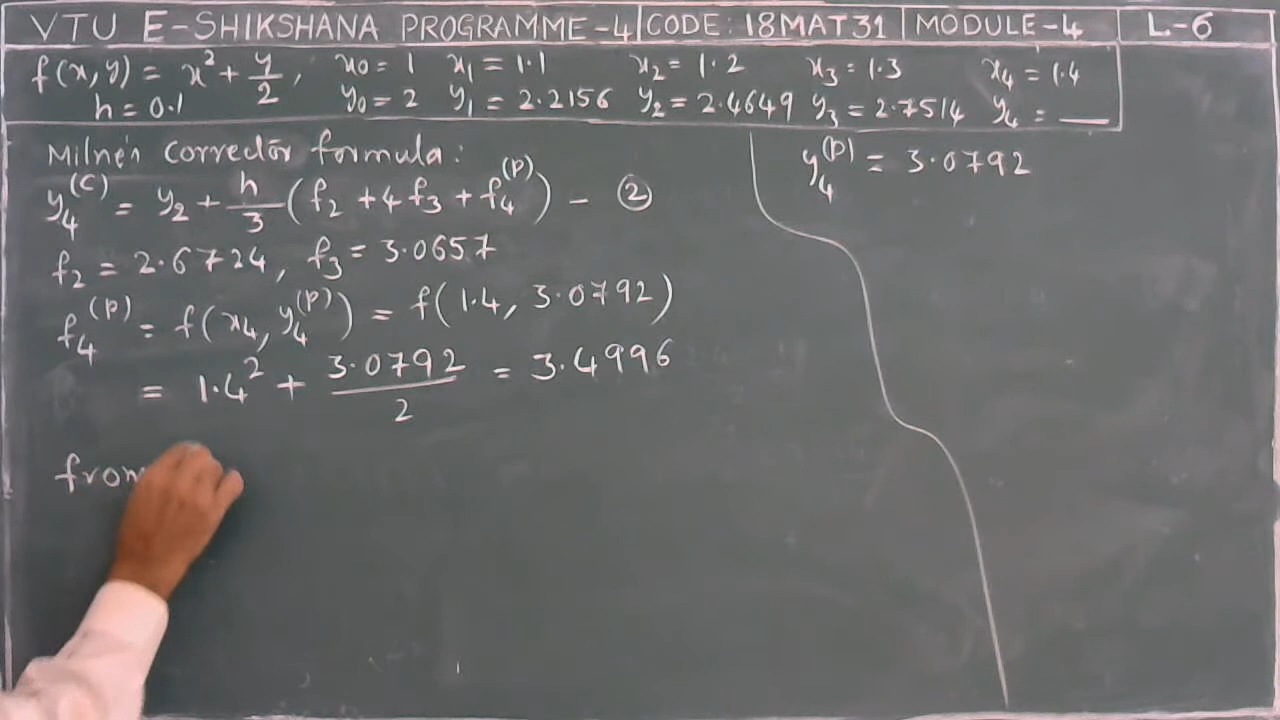 VTU E-SHIKSHANA PROGRAMME-4 CODE: 18MAT31 MODULE-4 L-6
f(x,y) = x² + y/2, x0 = 1 x1 = 1.1 x2 = 1.2 x3 = 1.3 x4 = 1.4
h = 0.1 y0 = 2 y1 = 2.2156 y2 = 2.4649 y3 = 2.7514 y4 = __
Milne's Corrector formula:
y4^(C) = y2 + h/3 (f2 + 4f3 + f4^(P)) - ②
f2 = 2.6724, f3 = 3.0657
f4^(P) = f(x4, y4^(P)) = f(1.4, 3.0792)
= 1.4² + 3.0792/2 = 3.4996
from
y4^(P) = 3.0792